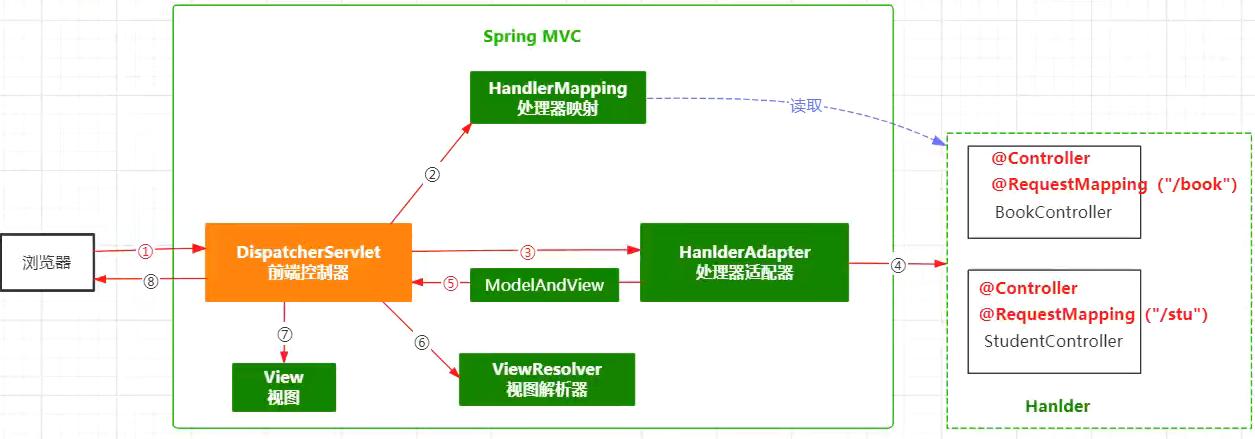 Spring MVC
HandlerMapping
处理器映射
读取
②
@Controller
@RequestMapping（"/book"）
BookController
浏览器
①
⑧
DispatcherServlet
前端控制器
③
⑤
ModelAndView
HanlderAdapter
处理器适配器
④
@Controller
@RequestMapping（"/stu"）
StudentController
⑦
⑥
View
视图
ViewResolver
视图解析器
Hanlder